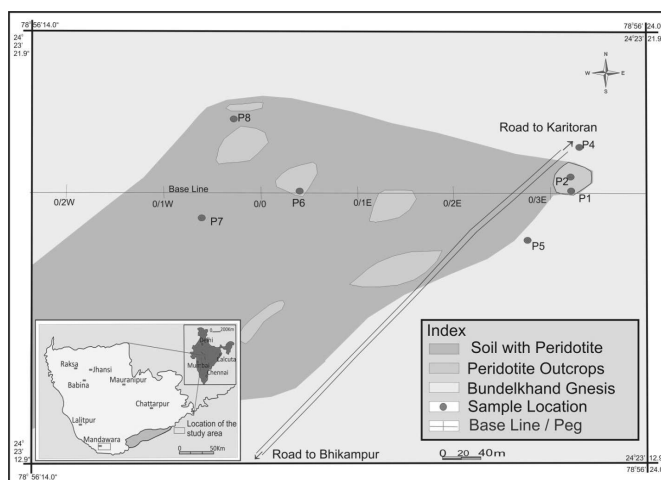 78°56'14.0"
78°56' 24.0"
24°
23'
21.9"
24°23' 21.9"
N
W E
S
Road to Karitoran
P8
P4
P2
Base Line
0/2W
0/1W
0/0
P6
0/1E
0/2E
0/3E
P1
P7
P5
Index
Soil with Peridotite
Peridotite Outcrops
Bundelkhand Gnesis
Sample Location
Base Line / Peg
Raksa
Jhansi
Babina
Mauranipur
Chattarpur
Lalitpur
Mandawara
Location of the
study area
0 50Km
Delhi
Calcuta
Mumbai
Chennai
24°
23'
12.9"
78°56'14.0"
Road to Bhikampur
0 20 40m
24°23' 12.9"
78°56' 24.0"